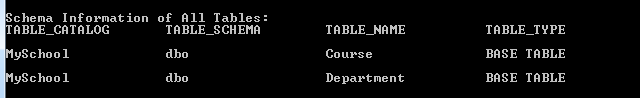 Schema Information of All Tables:
TABLE_CATALOG TABLE_SCHEMA TABLE_NAME TABLE_TYPE
MySchool dbo Course BASE TABLE
MySchool dbo Department BASE TABLE